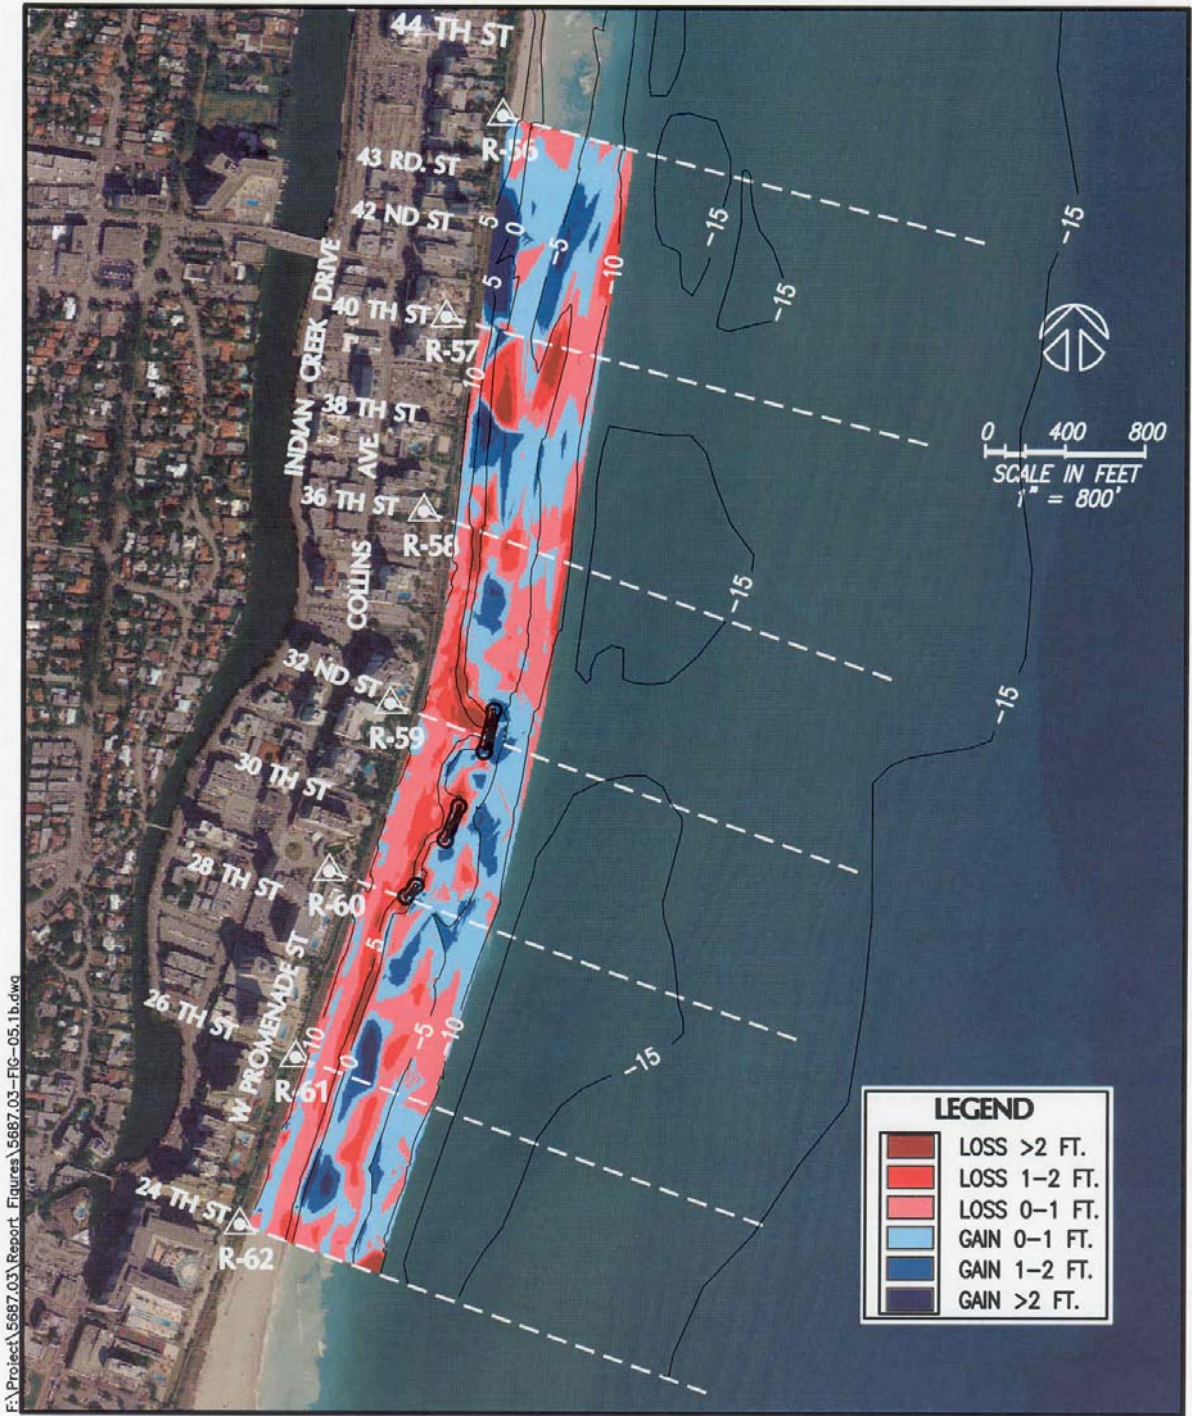 44 TH ST
R-56
43 RD. ST
42 ND ST
5
0
-5
-10
-15
-15
-15
5
INDIAN CREEK DRIVE
40 TH ST
R-57
10
38 TH ST
0 400 800
SCALE IN FEET
1" = 800'
COLLINS AVE
36 TH ST
R-58
-15
32 ND ST
R-59
-15
30 TH ST
28 TH ST
R-60
5
W PROMENADE ST
26 TH ST
10
0
-5
-10
-15
R-61
24 TH ST
R-62
LEGEND
LOSS >2 FT.
LOSS 1-2 FT.
LOSS 0-1 FT.
GAIN 0-1 FT.
GAIN 1-2 FT.
GAIN >2 FT.
F:\Project\5687.03\Report Figures\5687.03-FIG-05.1b.dwg